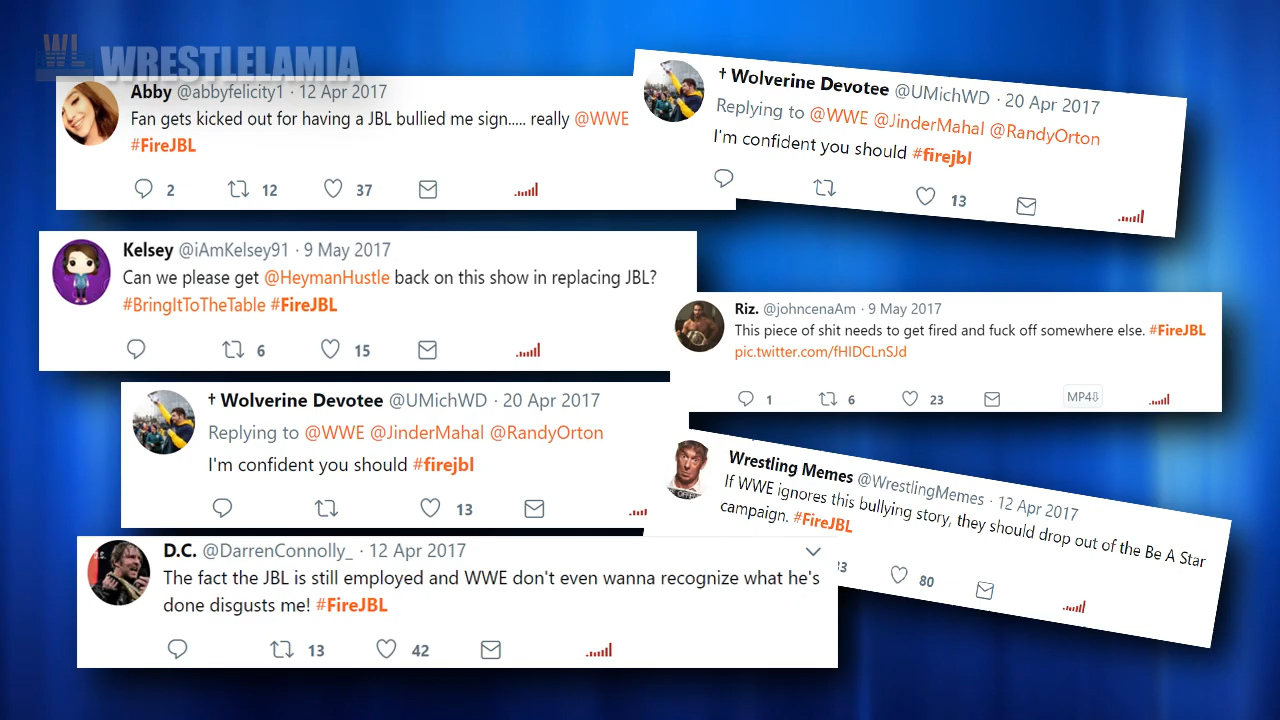 WL WRESTLELAMIA
Abby @abbyfelicity1 · 12 Apr 2017
Fan gets kicked out for having a JBL bullied me sign..... really @WWE
#FireJBL
2 12 37
† Wolverine Devotee @UMichWD · 20 Apr 2017
Replying to @WWE @JinderMahal @RandyOrton
I'm confident you should #firejbl
13
Kelsey @iAmKelsey91 · 9 May 2017
Can we please get @HeymanHustle back on this show in replacing JBL?
#BringItToTheTable #FireJBL
6 15
Riz. @johncenaAm · 9 May 2017
This piece of shit needs to get fired and fuck off somewhere else. #FireJBL
pic.twitter.com/fHIDCLnSJd
1 6 23 MP4⇩
† Wolverine Devotee @UMichWD · 20 Apr 2017
Replying to @WWE @JinderMahal @RandyOrton
I'm confident you should #firejbl
13
Wrestling Memes @WrestlingMemes · 12 Apr 2017
If WWE ignores this bullying story, they should drop out of the Be A Star
campaign. #FireJBL
80
D.C. @DarrenConnolly_ · 12 Apr 2017
The fact the JBL is still employed and WWE don't even wanna recognize what he's
done disgusts me! #FireJBL
13 42